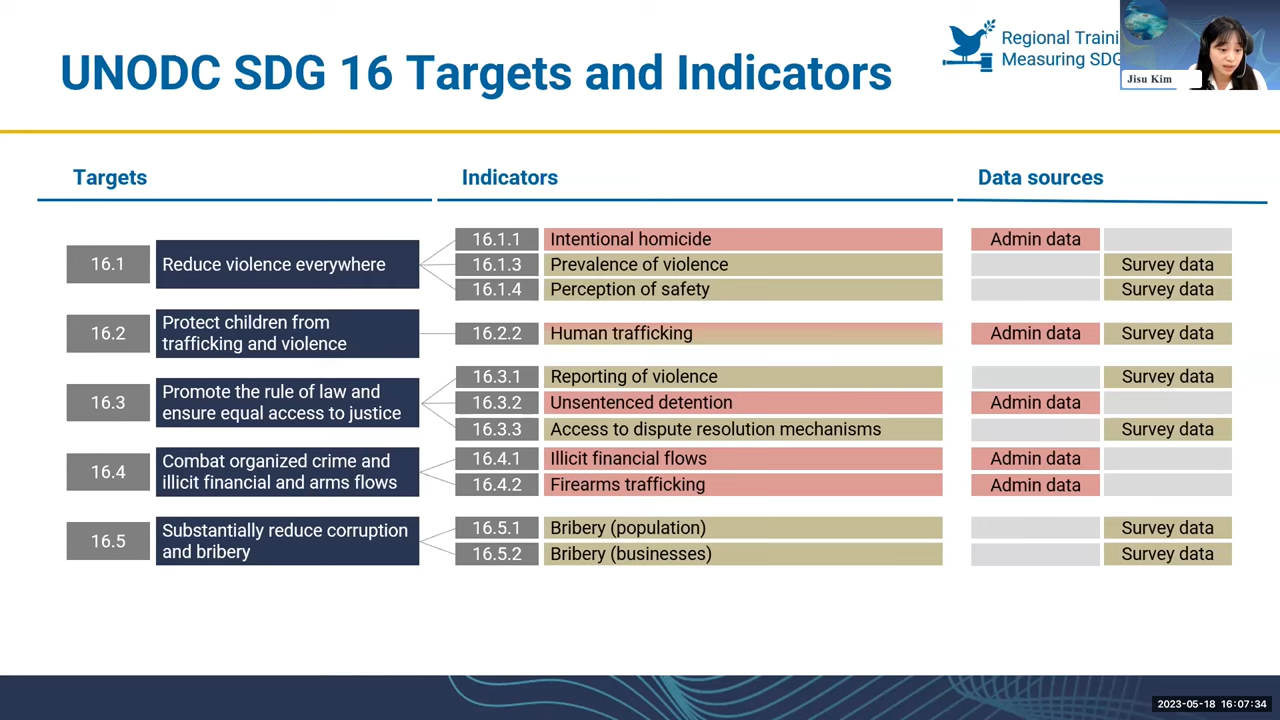 UNODC SDG 16 Targets and Indicators
Regional Traini
Measuring SDG
Jisu Kim
Targets
Indicators
Data sources
16.1
Reduce violence everywhere
16.1.1
Intentional homicide
Admin data
16.1.3
Prevalence of violence
Survey data
16.1.4
Perception of safety
Survey data
16.2
Protect children from
trafficking and violence
16.2.2
Human trafficking
Admin data
Survey data
16.3
Promote the rule of law and
ensure equal access to justice
16.3.1
Reporting of violence
Survey data
16.3.2
Unsentenced detention
Admin data
16.3.3
Access to dispute resolution mechanisms
Survey data
16.4
Combat organized crime and
illicit financial and arms flows
16.4.1
Illicit financial flows
Admin data
16.4.2
Firearms trafficking
Admin data
16.5
Substantially reduce corruption
and bribery
16.5.1
Bribery (population)
Survey data
16.5.2
Bribery (businesses)
Survey data
2023-05-18 16:07:34